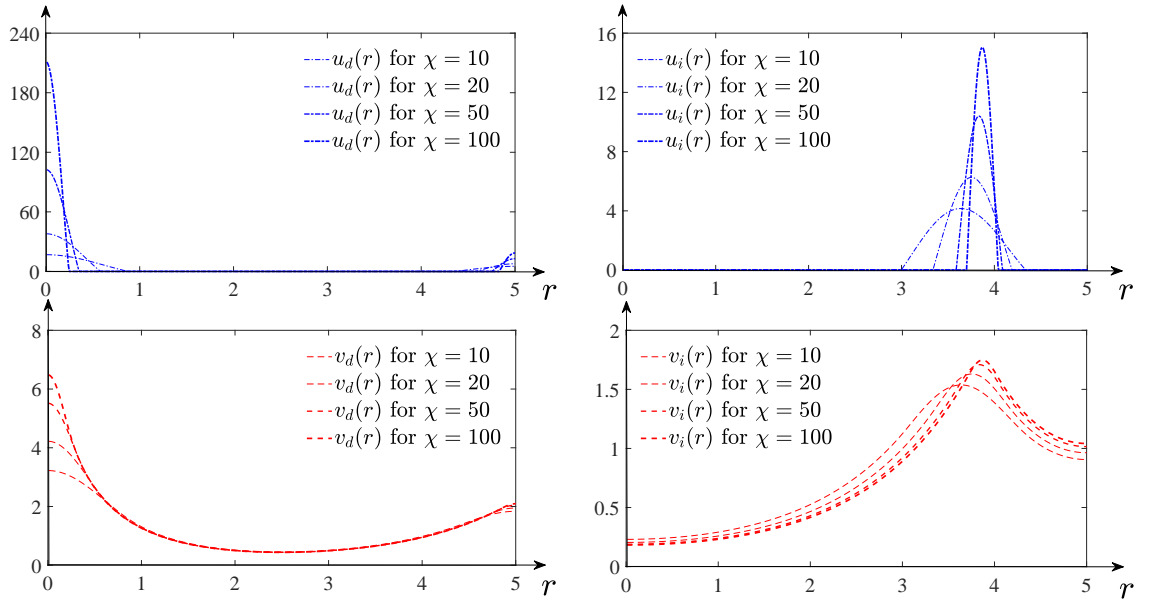 240
180
120
60
0
0 1 2 3 4 5
r
u_d(r) for χ = 10
u_d(r) for χ = 20
u_d(r) for χ = 50
u_d(r) for χ = 100
16
12
8
4
0
0 1 2 3 4 5
r
u_i(r) for χ = 10
u_i(r) for χ = 20
u_i(r) for χ = 50
u_i(r) for χ = 100
8
6
4
2
0
0 1 2 3 4 5
r
v_d(r) for χ = 10
v_d(r) for χ = 20
v_d(r) for χ = 50
v_d(r) for χ = 100
2
1.5
1
0.5
0
0 1 2 3 4 5
r
v_i(r) for χ = 10
v_i(r) for χ = 20
v_i(r) for χ = 50
v_i(r) for χ = 100